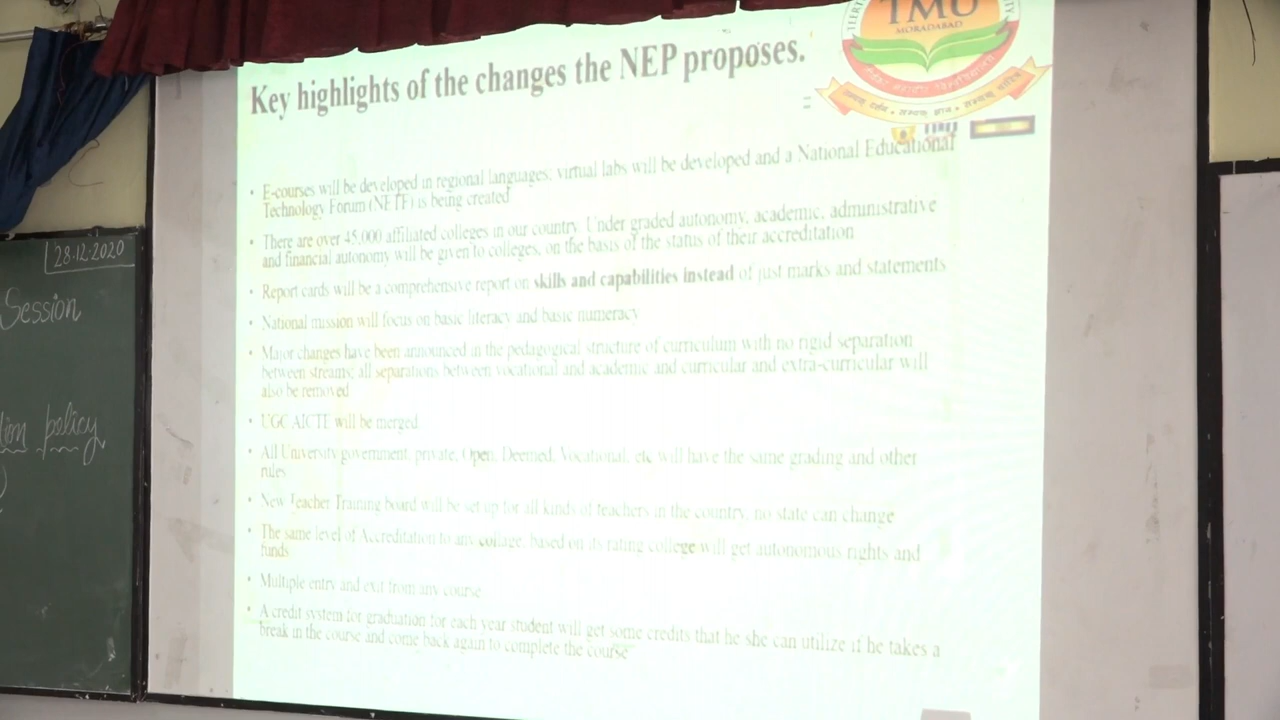 28.12.2020
Session
tion policy
TMU
MORADABAD
Key highlights of the changes the NEP proposes.
• E-courses will be developed in regional languages; virtual labs will be developed and a National Educational
Technology Forum (NETF) is being created
• There are over 45,000 affiliated colleges in our country. Under graded autonomy, academic, administrative
and financial autonomy will be given to colleges, on the basis of the status of their accreditation
• Report cards will be a comprehensive report on skills and capabilities instead of just marks and statements
• National mission will focus on basic literacy and basic numeracy
• Major changes have been announced in the pedagogical structure of curriculum with no rigid separation
between streams; all separations between vocational and academic and curricular and extra-curricular will
also be removed
• UGC AICTE will be merged.
• All University government, private, Open, Deemed, Vocational, etc will have the same grading and other
rules
• New Teacher Training board will be set up for all kinds of teachers in the country, no state can change
• The same level of Accreditation to any collage, based on its rating college will get autonomous rights and
funds
• Multiple entry and exit from any course
• A credit system for graduation for each year student will get some credits that he she can utilize if he takes a
break in the course and come back again to complete the course"